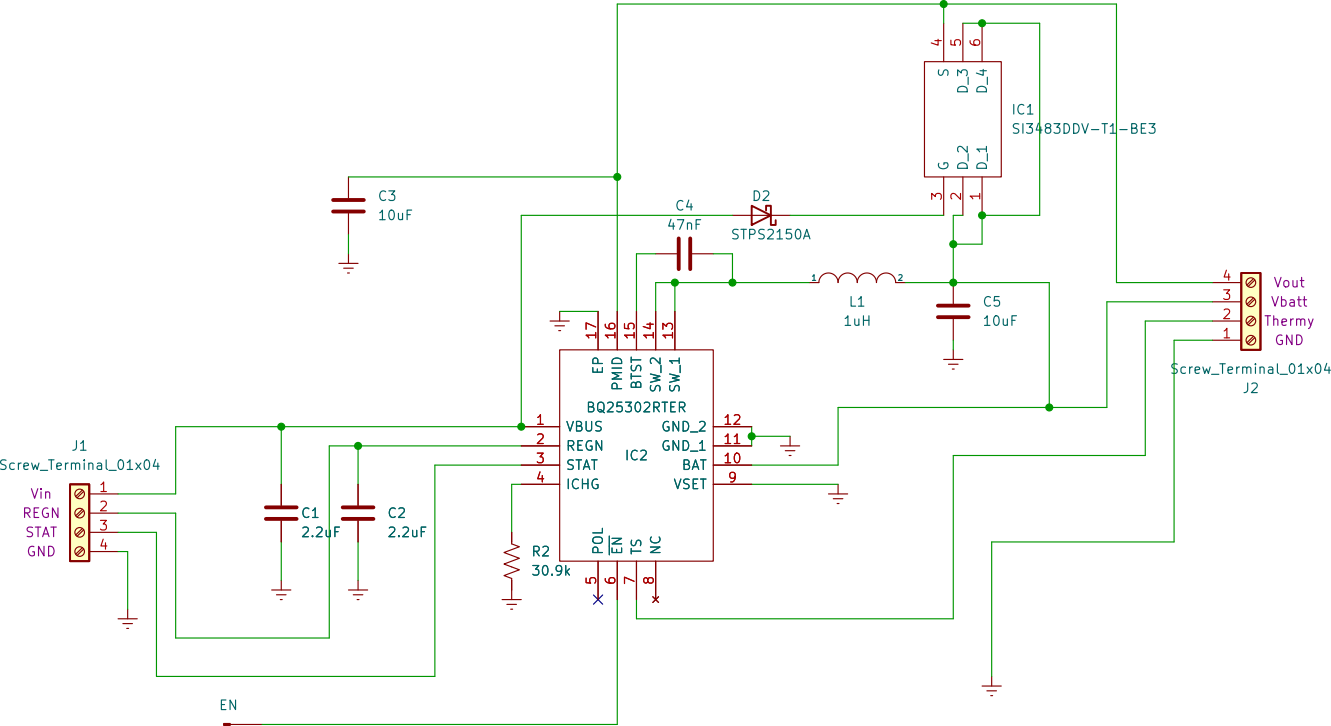 4
5
6
S
D_3
D_4
IC1
SI3483DDV-T1-BE3
G
D_2
D_1
3
2
1
C3
10uF
C4
47nF
D2
STPS2150A
1
2
L1
1uH
C5
10uF
4
Vout
3
Vbatt
2
Thermy
1
GND
Screw_Terminal_01x04
J2
17
16
15
14
13
EP
PMID
BTST
SW_2
SW_1
BQ25302RTER
IC2
1
VBUS
2
REGN
3
STAT
4
ICHG
GND_2
12
GND_1
11
BAT
10
VSET
9
POL
EN
TS
NC
5
6
7
8
J1
Screw_Terminal_01x04
Vin
1
REGN
2
STAT
3
GND
4
C1
2.2uF
C2
2.2uF
R2
30.9k
EN